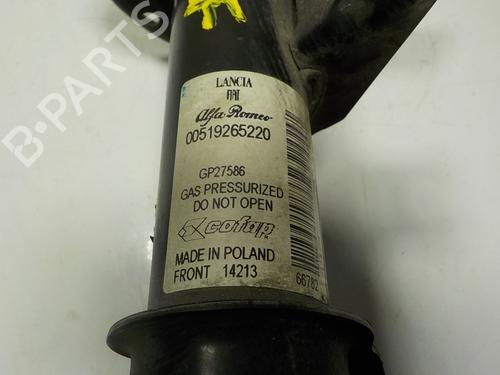 LANCIA
FIAT
Alfa Romeo
00519265220
GP27586
GAS PRESSURIZED
DO NOT OPEN
cofap
MADE IN POLAND
FRONT 14213
66782
B-PARTS